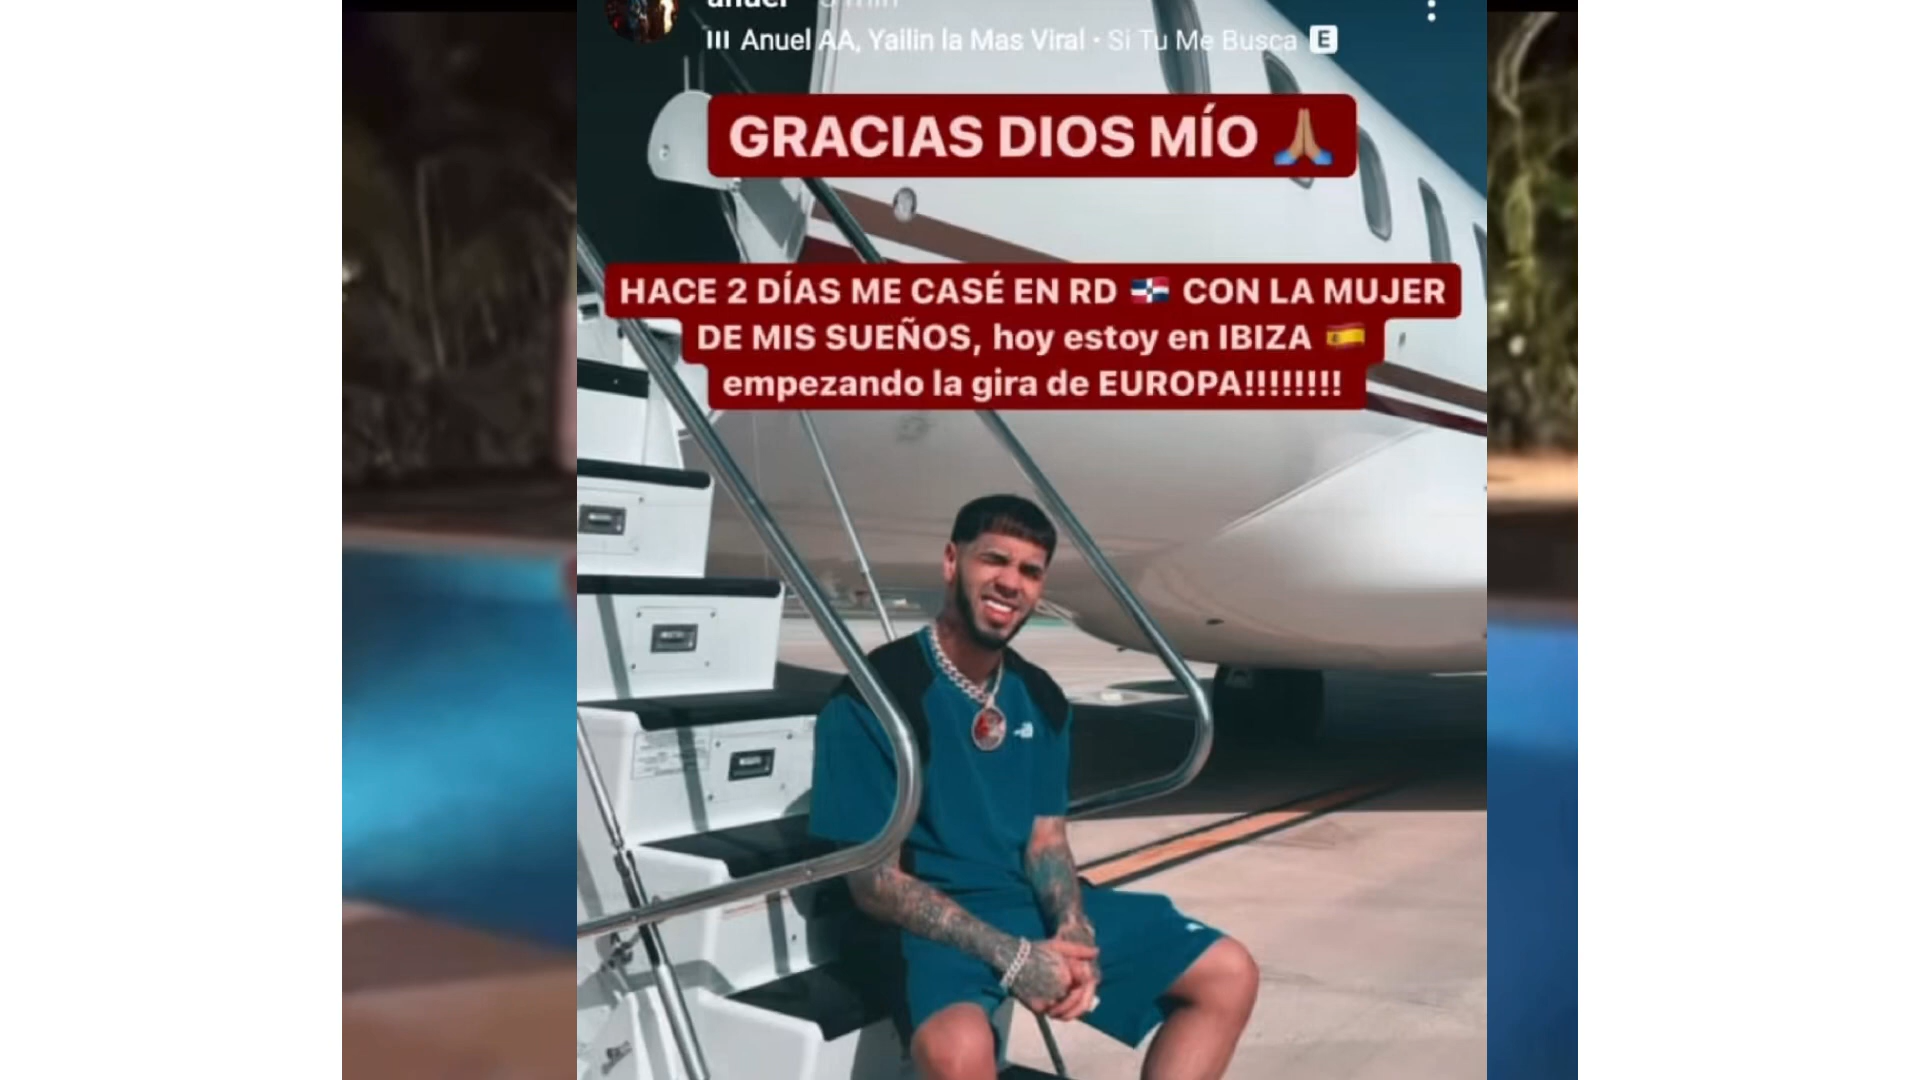 anuel
Anuel AA, Yailin la Mas Viral • Si Tu Me Busca E
GRACIAS DIOS MÍO 🙏🏽
HACE 2 DÍAS ME CASÉ EN RD 🇩🇴 CON LA MUJER
DE MIS SUEÑOS, hoy estoy en IBIZA 🇪🇸
empezando la gira de EUROPA!!!!!!!!